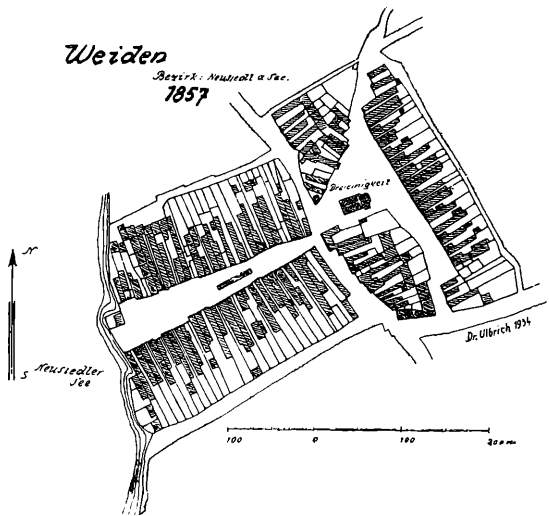 Weiden
Bezirk: Neusiedl a See.
1857
Dreieinigkeit
N
S
Neusiedler
See
Dr. Ulbrich 1934
100 0 100 200 m